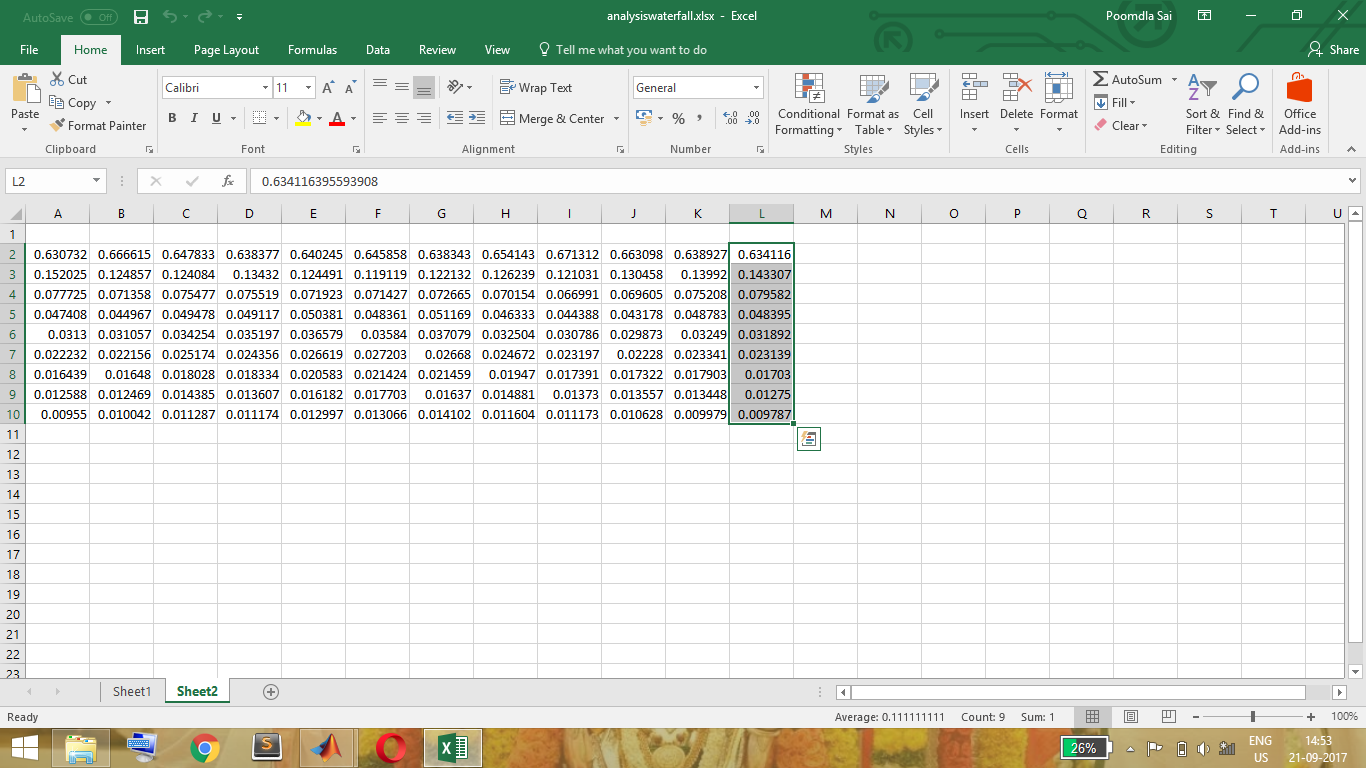 AutoSave Off analysiswaterfall.xlsx - Excel Poomdla Sai
File Home Insert Page Layout Formulas Data Review View Tell me what you want to do Share
Paste Cut Copy Format Painter
Calibri 11 A A
B I U A
Wrap Text
Merge & Center
General
% , .0 .00 .00 .0
Conditional Formatting Format as Table Cell Styles
Insert Delete Format
AutoSum Fill Clear
Sort & Filter Find & Select
Office Add-ins
Clipboard Font Alignment Number Styles Cells Editing Add-ins
L2 fx 0.634116395593908
A B C D E F G H I J K L M N O P Q R S T U
1
2 0.630732 0.666615 0.647833 0.638377 0.640245 0.645858 0.638343 0.654143 0.671312 0.663098 0.638927 0.634116
3 0.152025 0.124857 0.124084 0.13432 0.124491 0.119119 0.122132 0.126239 0.121031 0.130458 0.13992 0.143307
4 0.077725 0.071358 0.075477 0.075519 0.071923 0.071427 0.072665 0.070154 0.066991 0.069605 0.075208 0.079582
5 0.047408 0.044967 0.049478 0.049117 0.050381 0.048361 0.051169 0.046333 0.044388 0.043178 0.048783 0.048395
6 0.0313 0.031057 0.034254 0.035197 0.036579 0.03584 0.037079 0.032504 0.030786 0.029873 0.03249 0.031892
7 0.022232 0.022156 0.025174 0.024356 0.026619 0.027203 0.02668 0.024672 0.023197 0.02228 0.023341 0.023139
8 0.016439 0.01648 0.018028 0.018334 0.020583 0.021424 0.021459 0.01947 0.017391 0.017322 0.017903 0.01703
9 0.012588 0.012469 0.014385 0.013607 0.016182 0.017703 0.01637 0.014881 0.01373 0.013557 0.013448 0.01275
10 0.00955 0.010042 0.011287 0.011174 0.012997 0.013066 0.014102 0.011604 0.011173 0.010628 0.009979 0.009787
11
12
13
14
15
16
17
18
19
20
21
22
23
Sheet1 Sheet2
Ready Average: 0.111111111 Count: 9 Sum: 1 100%
26% ENG 14:53
US 21-09-2017